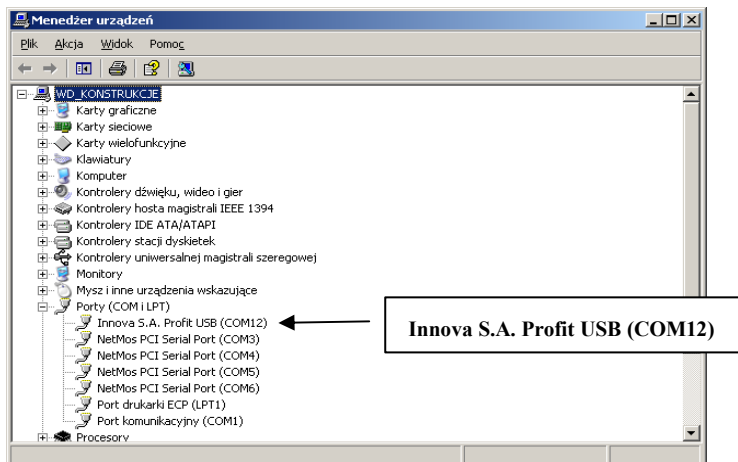 Menedżer urządzeń
Plik Akcja Widok Pomoc
WD_KONSTRUKCJE
Karty graficzne
Karty sieciowe
Karty wielofunkcyjne
Klawiatury
Komputer
Kontrolery dźwięku, wideo i gier
Kontrolery hosta magistrali IEEE 1394
Kontrolery IDE ATA/ATAPI
Kontrolery stacji dyskietek
Kontrolery uniwersalnej magistrali szeregowej
Monitory
Mysz i inne urządzenia wskazujące
Porty (COM i LPT)
Innova S.A. Profit USB (COM12)
Innova S.A. Profit USB (COM12)
NetMos PCI Serial Port (COM3)
NetMos PCI Serial Port (COM4)
NetMos PCI Serial Port (COM5)
NetMos PCI Serial Port (COM6)
Port drukarki ECP (LPT1)
Port komunikacyjny (COM1)
Procesory